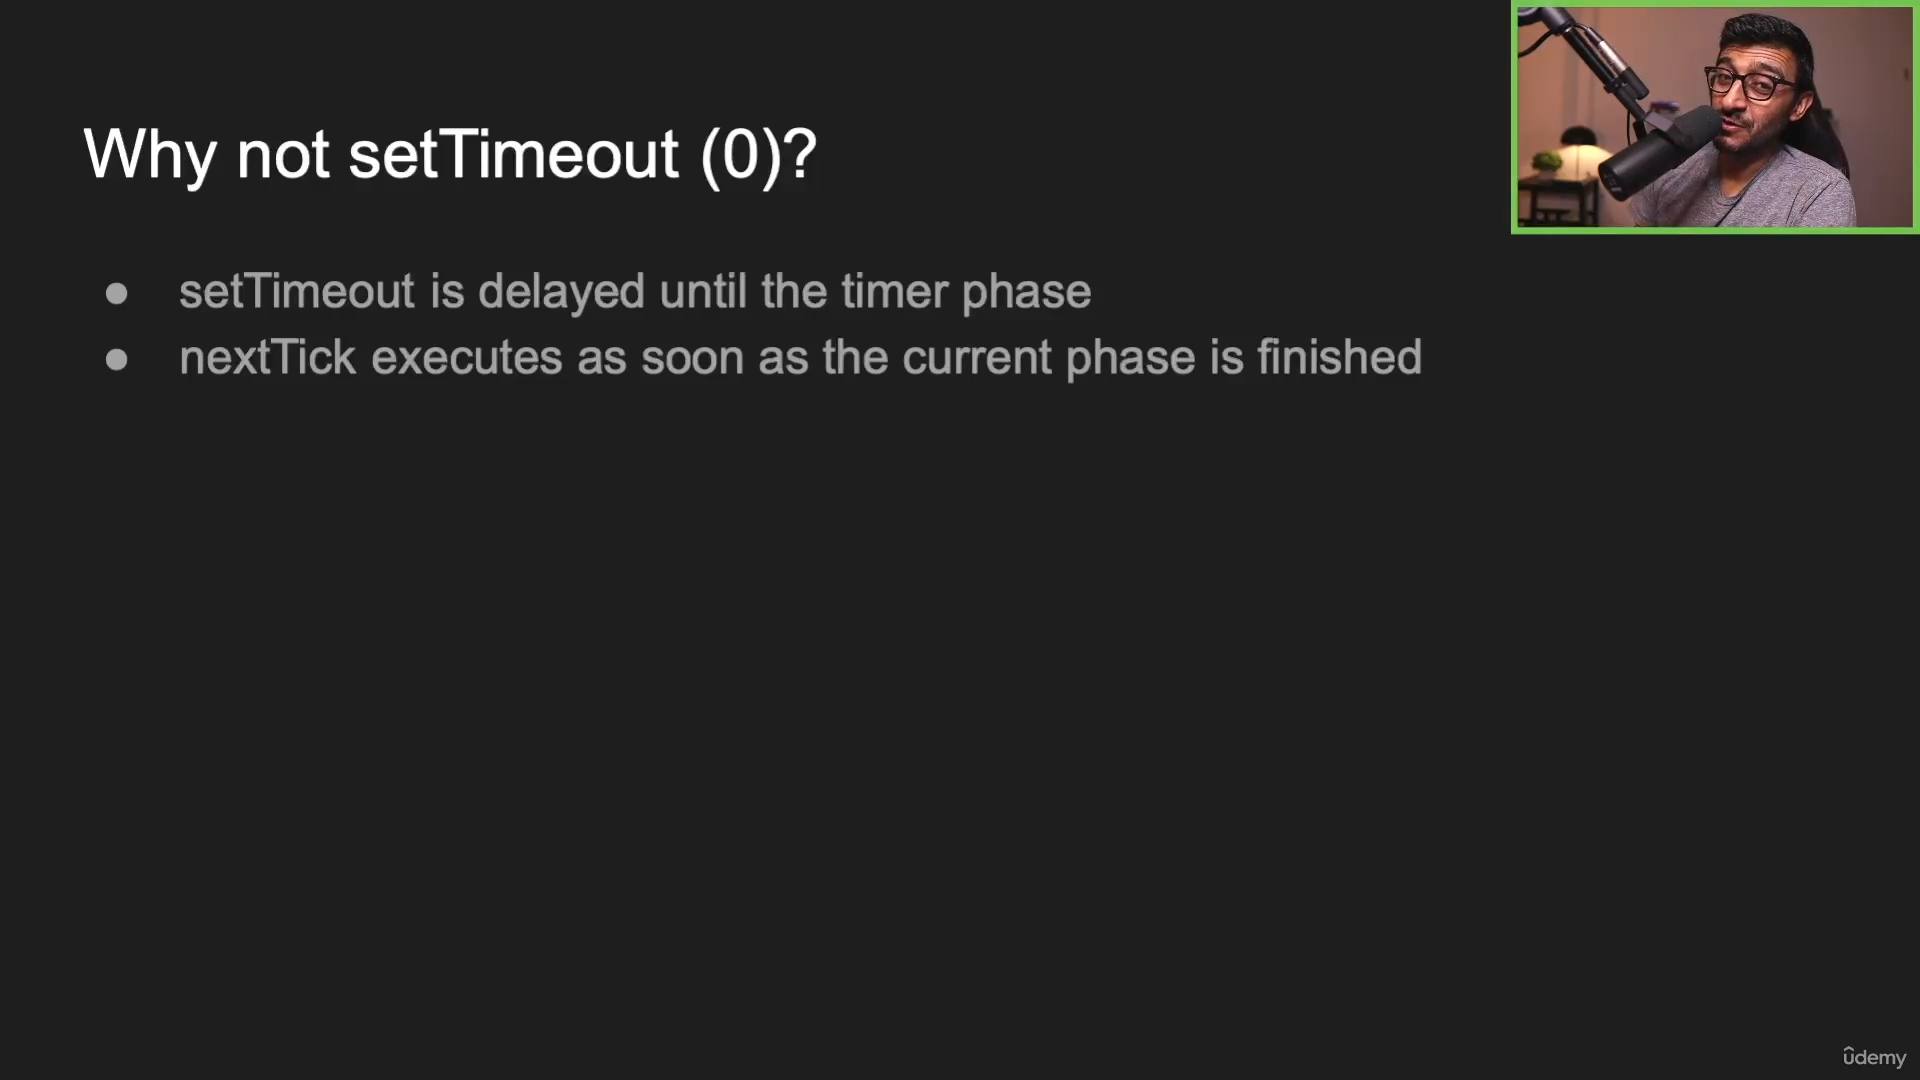 Why not setTimeout (0)?
● setTimeout is delayed until the timer phase
● nextTick executes as soon as the current phase is finished
ûdemy